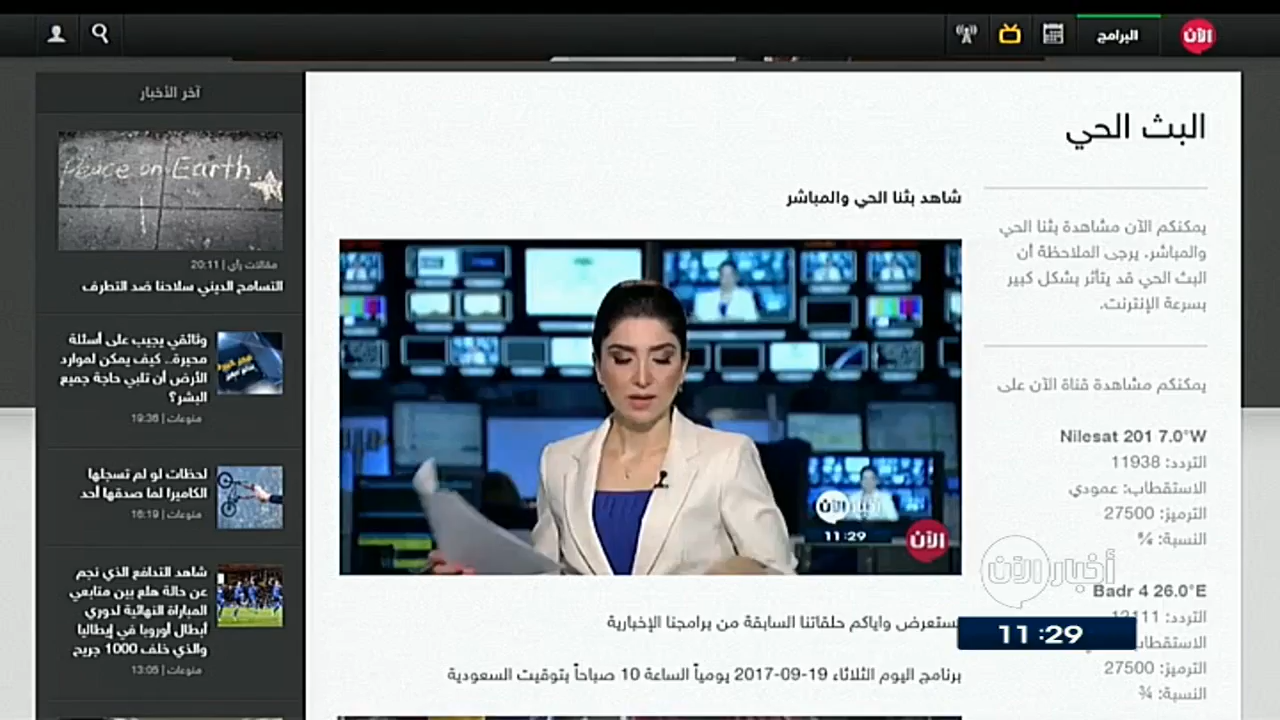 الآن
البرامج
البث الحي
يمكنكم الآن مشاهدة بثنا الحي
والمباشر. يرجى الملاحظة أن
البث الحي قد يتأثر بشكل كبير
بسرعة الإنترنت.
يمكنكم مشاهدة قناة الآن على
Nilesat 201 7.0°W
التردد: 11938
الاستقطاب: عمودي
الترميز: 27500
النسبة: ¾
أخبار الآن
Badr 4 26.0°E
التردد:
الاستقطاب
27500
النسبة: ¾
11:29
شاهد بثنا الحي والمباشر
أخبار الآن
11:29
الآن
نستعرض واياكم حلقاتنا السابقة من برامجنا الإخبارية
برنامج اليوم الثلاثاء 19-09-2017 يومياً الساعة 10 صباحاً بتوقيت السعودية
آخر الأخبار
Peace on Earth
مقالات رأي | 20:11
التسامح الديني سلاحنا ضد التطرف
وثائقي يجيب على أسئلة
محيرة.. كيف يمكن لموارد
الأرض أن تلبي حاجة جميع
البشر؟
منوعات | 19:36
لحظات لو لم تسجلها
الكاميرا لما صدقها أحد
منوعات | 16:19
شاهد التدافع الذي نجم
عن حالة هلع بين متابعي
المباراة النهائية لدوري
أبطال أوروبا في إيطاليا
والذي خلف 1000 جريح
منوعات | 13:05